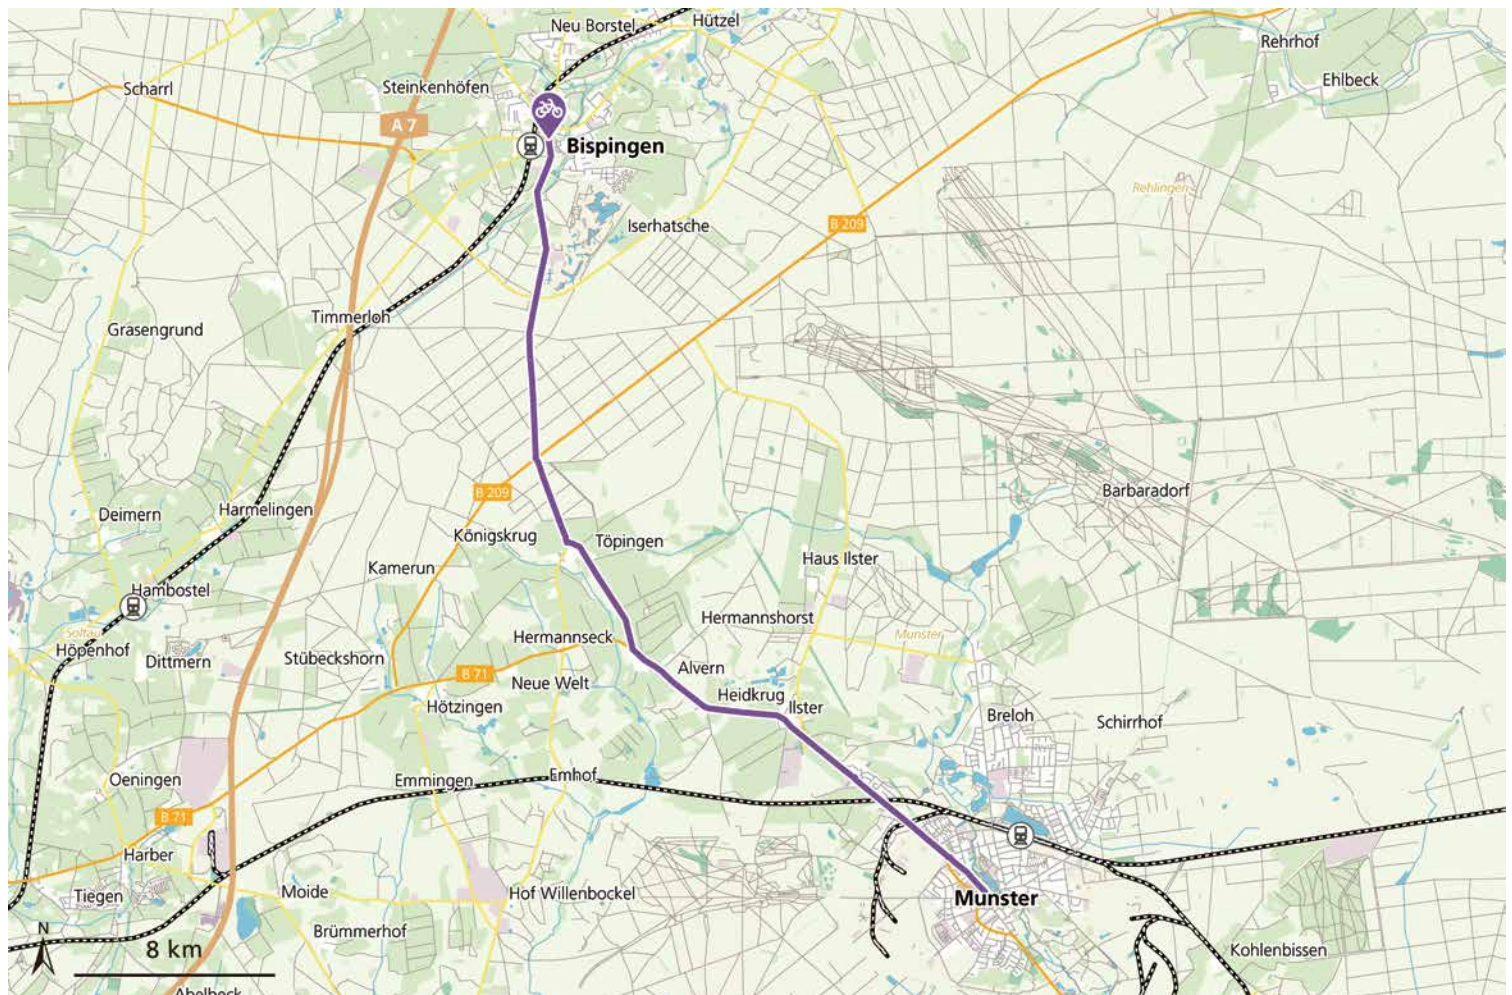 Neu Borstel
Hützel
Rehrhof
Ehlbeck
Scharrl
Steinkenhöfen
A 7
Bispingen
Rehlingen
Iserhatsche
B 209
Timmerloh
Grasengrund
B 209
Barbaradorf
Deimern
Harmelingen
Königskrug
Töpingen
Haus Ilster
Kamerun
Hambostel
Hermannshorst
Soltau
Hermannseck
Munster
Höpenhof
Dittmern
Stübeckshorn
B 71
Neue Welt
Alvern
Heidkrug
Ilster
Hötzingen
Breloh
Schirrhof
Oeningen
Emmingen
Emhof
B 71
Harber
Tiegen
Moide
Hof Willenbockel
Munster
Brümmerhof
N
8 km
Kohlenbissen
Abelbeck